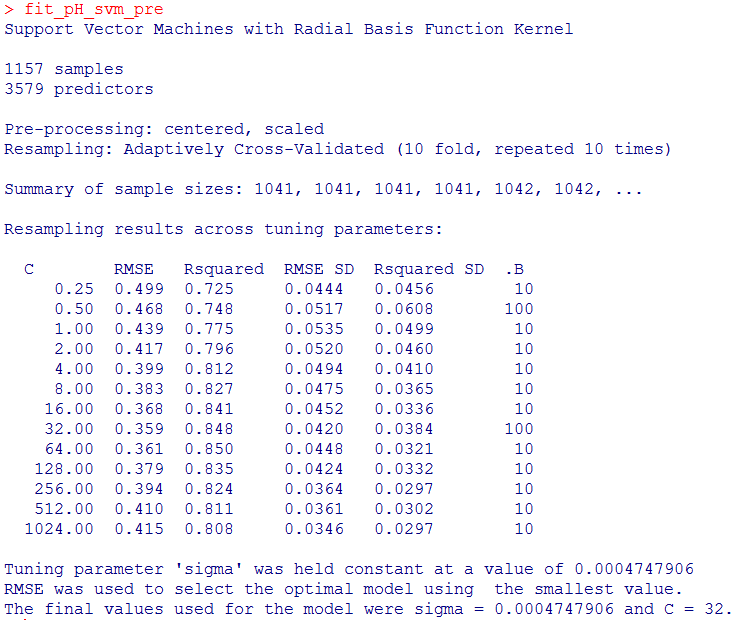 > fit_pH_svm_pre
Support Vector Machines with Radial Basis Function Kernel
1157 samples
3579 predictors
Pre-processing: centered, scaled
Resampling: Adaptively Cross-Validated (10 fold, repeated 10 times)
Summary of sample sizes: 1041, 1041, 1041, 1041, 1042, 1042, ...
Resampling results across tuning parameters:
C RMSE Rsquared RMSE SD Rsquared SD .B
0.25 0.499 0.725 0.0444 0.0456 10
0.50 0.468 0.748 0.0517 0.0608 100
1.00 0.439 0.775 0.0535 0.0499 10
2.00 0.417 0.796 0.0520 0.0460 10
4.00 0.399 0.812 0.0494 0.0410 10
8.00 0.383 0.827 0.0475 0.0365 10
16.00 0.368 0.841 0.0452 0.0336 10
32.00 0.359 0.848 0.0420 0.0384 100
64.00 0.361 0.850 0.0448 0.0321 10
128.00 0.379 0.835 0.0424 0.0332 10
256.00 0.394 0.824 0.0364 0.0297 10
512.00 0.410 0.811 0.0361 0.0302 10
1024.00 0.415 0.808 0.0346 0.0297 10
Tuning parameter 'sigma' was held constant at a value of 0.0004747906
RMSE was used to select the optimal model using  the smallest value.
The final values used for the model were sigma = 0.0004747906 and C = 32.